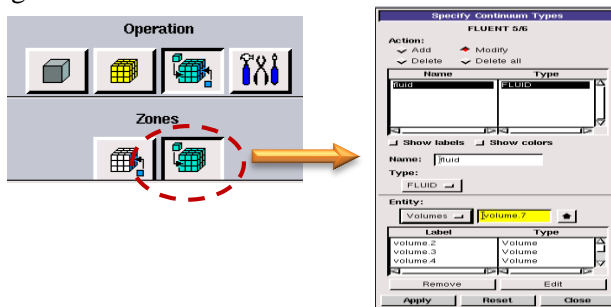 Operation
Zones
Specify Continuum Types
FLUENT 5/6
Action:
Add Modify
Delete Delete all
Name Type
fluid FLUID
Show labels Show colors
Name: fluid
Type:
FLUID
Entity:
Volumes volume.7
Label Type
volume.2 Volume
volume.3 Volume
volume.4 Volume
Remove Edit
Apply Reset Close